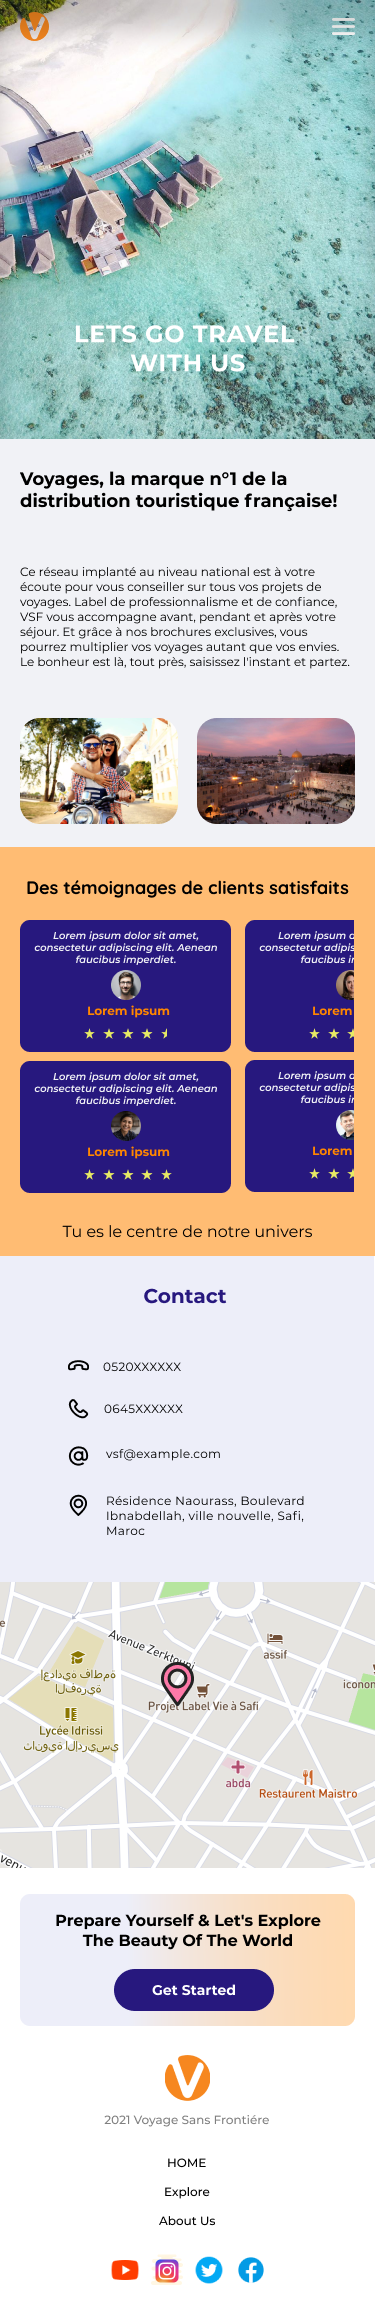 LETS GO TRAVEL
WITH US
Voyages, la marque n°1 de la
distribution touristique française!
Ce réseau implanté au niveau national est à votre
écoute pour vous conseiller sur tous vos projets de
voyages. Label de professionnalisme et de confiance,
VSF vous accompagne avant, pendant et après votre
séjour. Et grâce à nos brochures exclusives, vous
pourrez multiplier vos voyages autant que vos envies.
Le bonheur est là, tout près, saisissez l'instant et partez.
Des témoignages de clients satisfaits
Lorem ipsum dolor sit amet,
consectetur adipiscing elit. Aenean
faucibus imperdiet.
Lorem ipsum
Lorem ipsum d
consectetur adipis
faucibus in
Lorem
Lorem ipsum dolor sit amet,
consectetur adipiscing elit. Aenean
faucibus imperdiet.
Lorem ipsum
Lorem ipsum d
consectetur adipis
faucibus in
Lorem
Tu es le centre de notre univers
Contact
0520XXXXXX
0645XXXXXX
vsf@example.com
Résidence Naourass, Boulevard
Ibnabdellah, ville nouvelle, Safi,
Maroc
Avenue Zerktouni
assif
إعدادية فاطمة
الفهرية
Projet Label Vie à Safi
iconon
Lycée Idrissi
ثانوية الإدريسي
abda
Restaurent Maistro
venu
Prepare Yourself & Let's Explore
The Beauty Of The World
Get Started
2021 Voyage Sans Frontiére
HOME
Explore
About Us